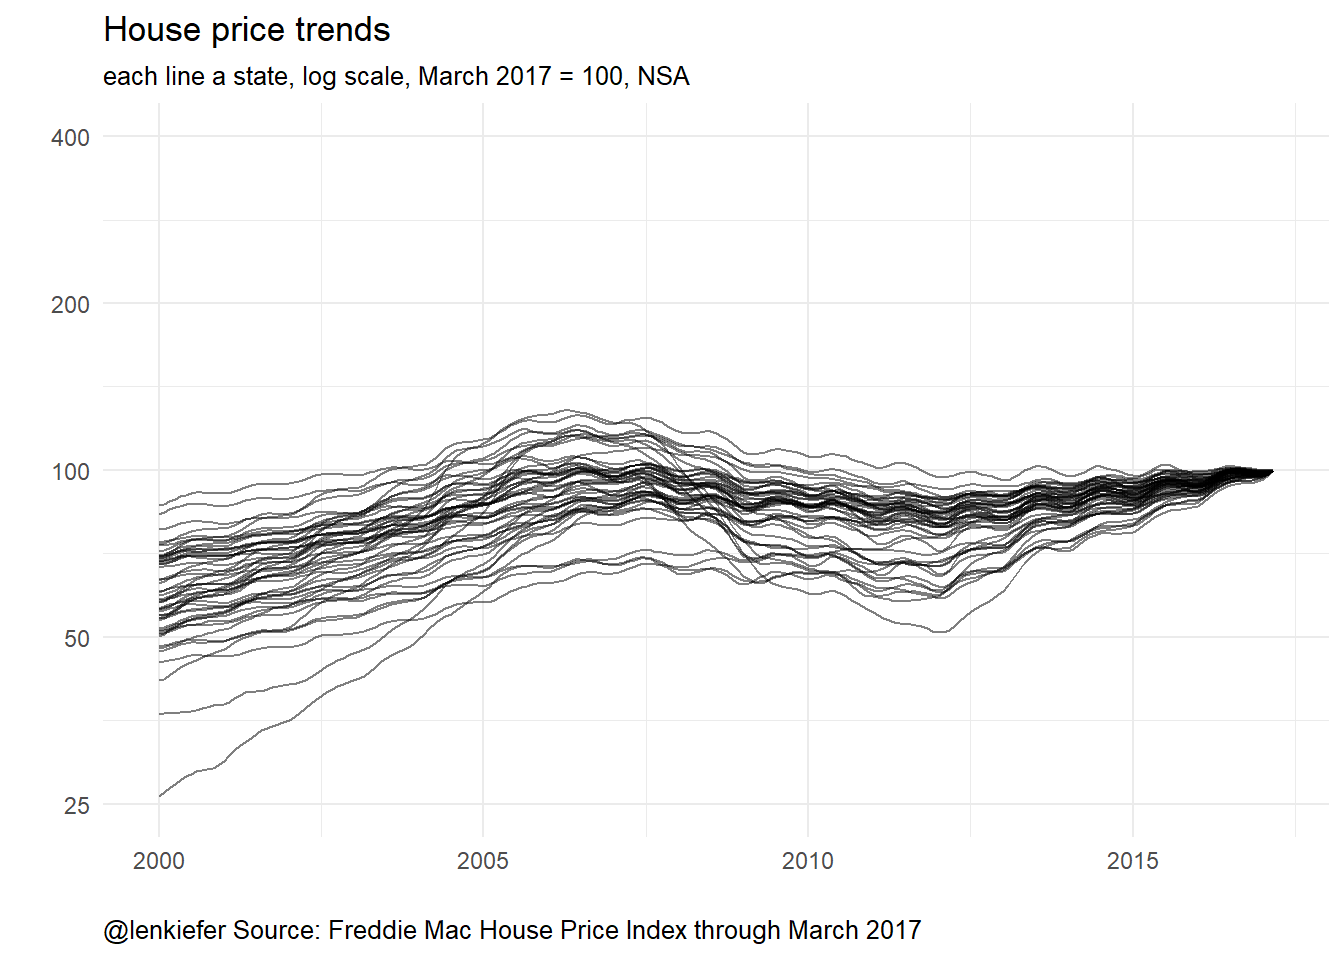 House price trends
each line a state, log scale, March 2017 = 100, NSA
400
200
100
50
25
2000 2005 2010 2015
@lenkiefer Source: Freddie Mac House Price Index through March 2017